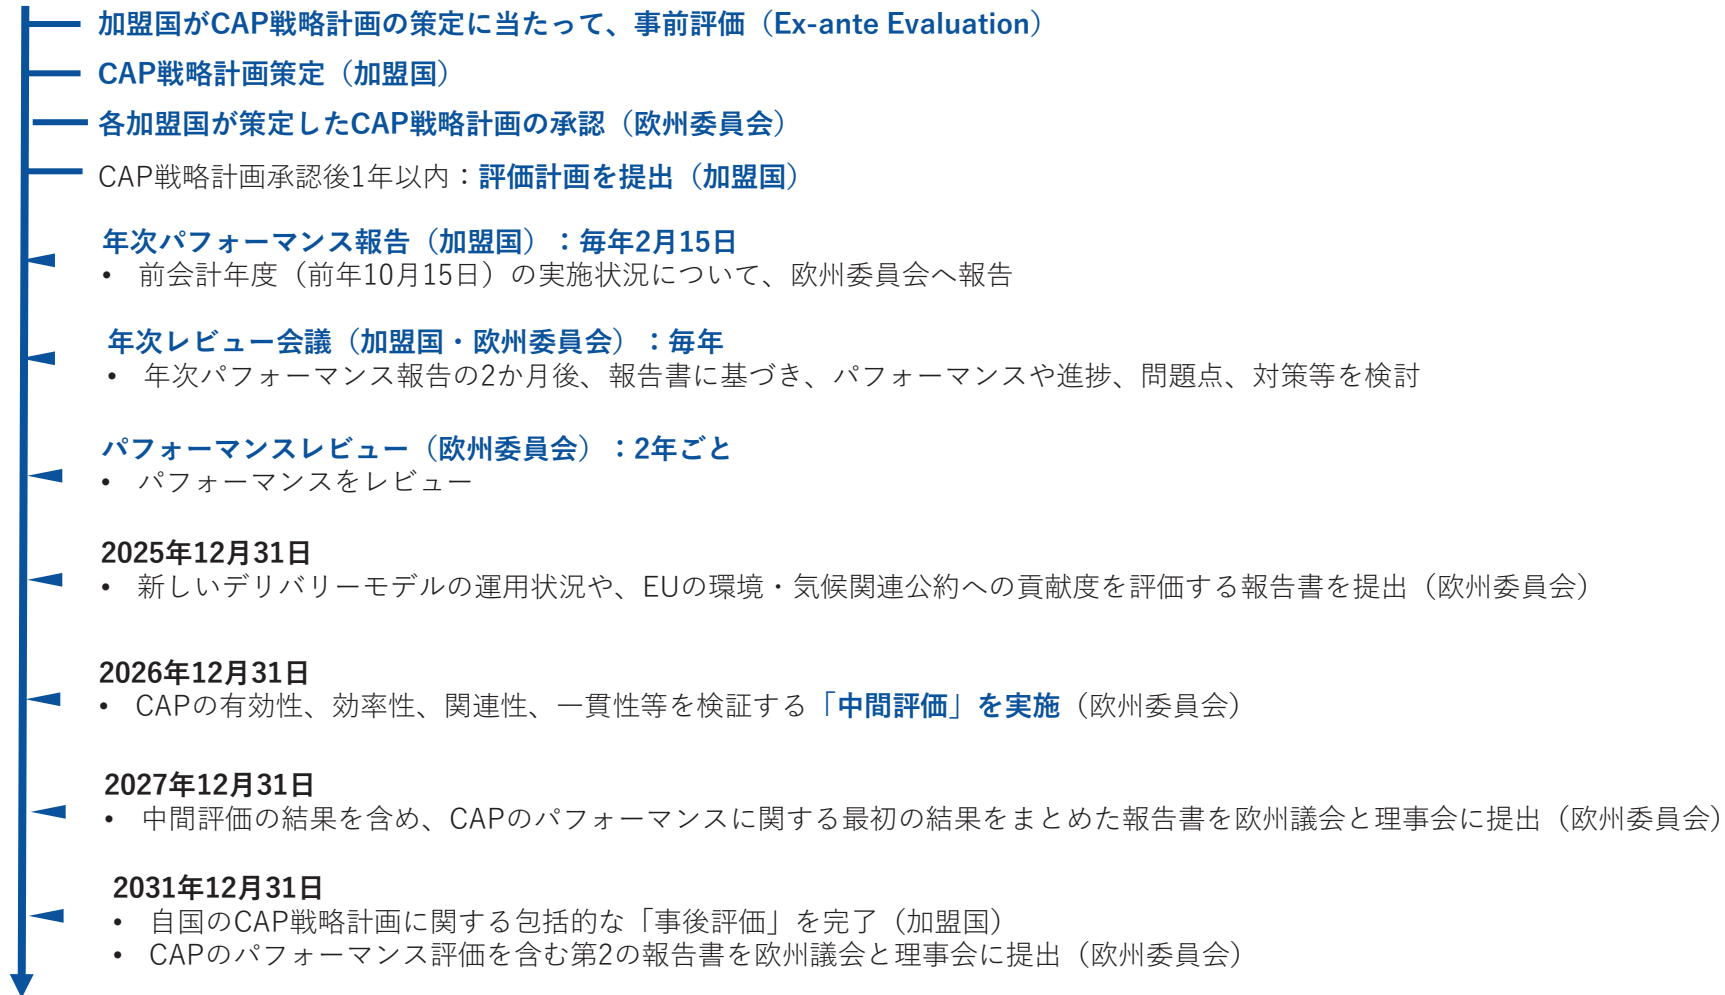 加盟国がCAP戦略計画の策定に当たって、事前評価（Ex-ante Evaluation）
CAP戦略計画策定（加盟国）
各加盟国が策定したCAP戦略計画の承認（欧州委員会）
CAP戦略計画承認後1年以内：評価計画を提出（加盟国）
年次パフォーマンス報告（加盟国）：毎年2月15日
• 前会計年度（前年10月15日）の実施状況について、欧州委員会へ報告
年次レビュー会議（加盟国・欧州委員会）：毎年
• 年次パフォーマンス報告の2か月後、報告書に基づき、パフォーマンスや進捗、問題点、対策等を検討
パフォーマンスレビュー（欧州委員会）：2年ごと
• パフォーマンスをレビュー
2025年12月31日
• 新しいデリバリーモデルの運用状況や、EUの環境・気候関連公約への貢献度を評価する報告書を提出（欧州委員会）
2026年12月31日
• CAPの有効性、効率性、関連性、一貫性等を検証する「中間評価」を実施（欧州委員会）
2027年12月31日
• 中間評価の結果を含め、CAPのパフォーマンスに関する最初の結果をまとめた報告書を欧州議会と理事会に提出（欧州委員会）
2031年12月31日
• 自国のCAP戦略計画に関する包括的な「事後評価」を完了（加盟国）
• CAPのパフォーマンス評価を含む第2の報告書を欧州議会と理事会に提出（欧州委員会）